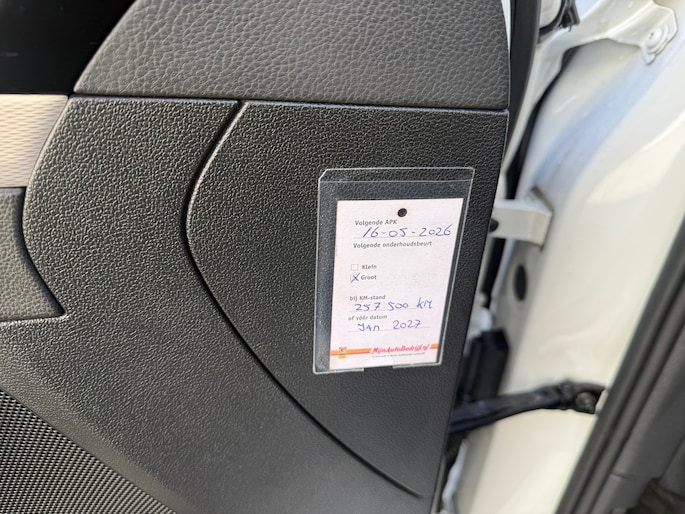 Volgende APK
16-05-2026
Volgende onderhoudsbeurt
Klein
X Groot
bij KM-stand
257 500 KM
of vóór datum
Jan 2027
MijnAutoBedrijf.nl